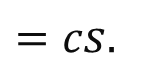 = cs.